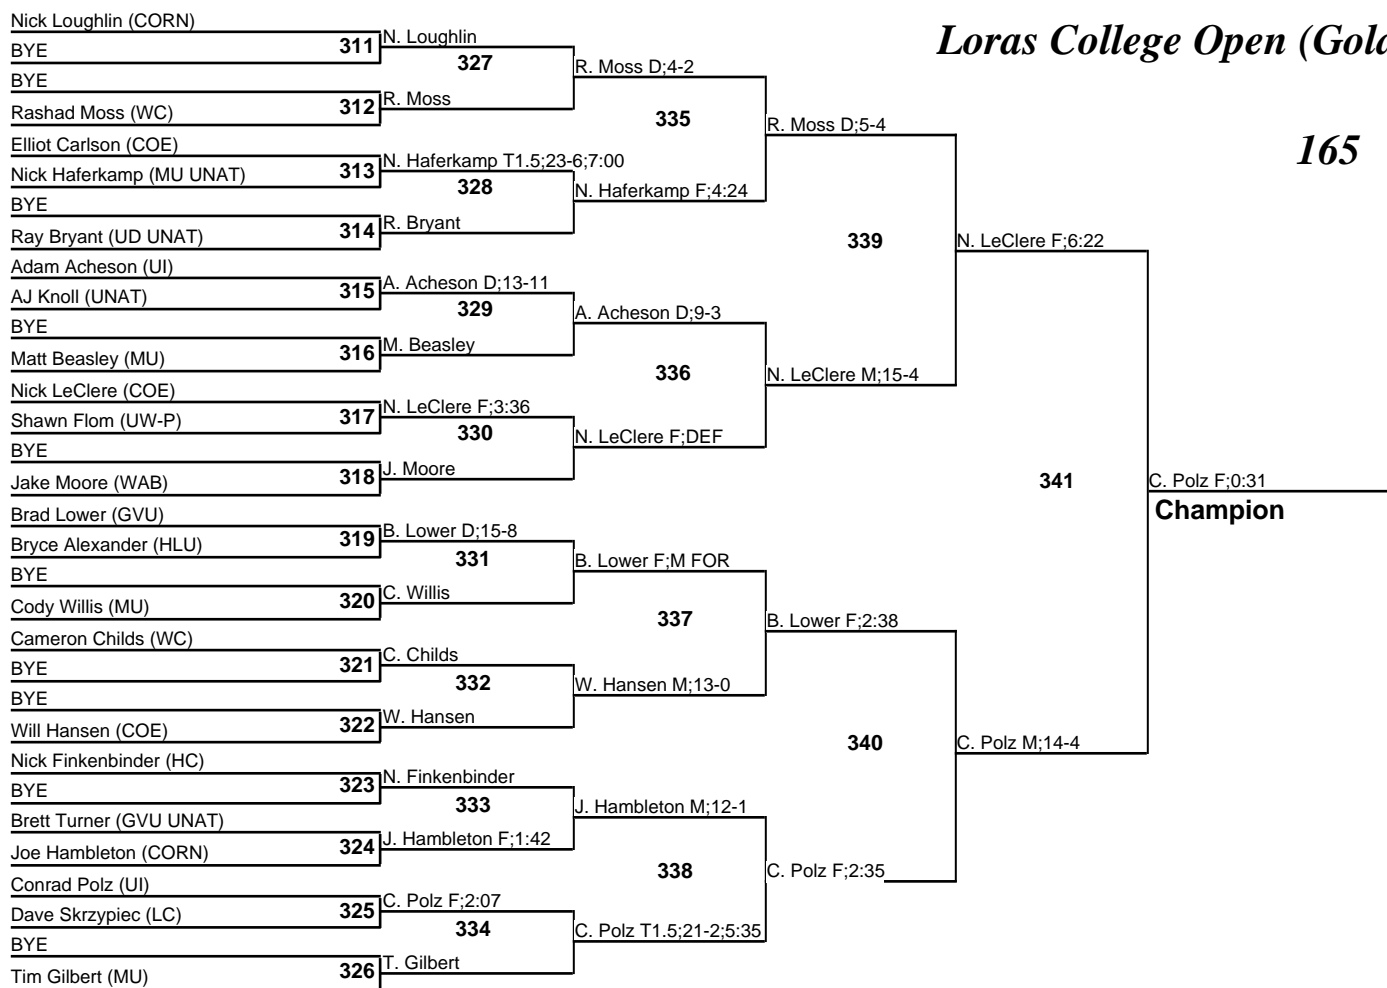 Loras College Open (Gold
165
Nick Loughlin (CORN)
BYE
BYE
Rashad Moss (WC)
Elliot Carlson (COE)
Nick Haferkamp (MU UNAT)
BYE
Ray Bryant (UD UNAT)
Adam Acheson (UI)
AJ Knoll (UNAT)
BYE
Matt Beasley (MU)
Nick LeClere (COE)
Shawn Flom (UW-P)
BYE
Jake Moore (WAB)
Brad Lower (GVU)
Bryce Alexander (HLU)
BYE
Cody Willis (MU)
Cameron Childs (WC)
BYE
BYE
Will Hansen (COE)
Nick Finkenbinder (HC)
BYE
Brett Turner (GVU UNAT)
Joe Hambleton (CORN)
Conrad Polz (UI)
Dave Skrzypiec (LC)
BYE
Tim Gilbert (MU)
311
312
313
314
315
316
317
318
319
320
321
322
323
324
325
326
N. Loughlin
R. Moss
N. Haferkamp T1.5;23-6;7:00
R. Bryant
A. Acheson D;13-11
M. Beasley
N. LeClere F;3:36
J. Moore
B. Lower D;15-8
C. Willis
C. Childs
W. Hansen
N. Finkenbinder
J. Hambleton F;1:42
C. Polz F;2:07
T. Gilbert
327
328
329
330
331
332
333
334
R. Moss D;4-2
N. Haferkamp F;4:24
A. Acheson D;9-3
N. LeClere F;DEF
B. Lower F;M FOR
W. Hansen M;13-0
J. Hambleton M;12-1
C. Polz T1.5;21-2;5:35
335
336
337
338
R. Moss D;5-4
N. LeClere M;15-4
B. Lower F;2:38
C. Polz F;2:35
339
340
N. LeClere F;6:22
C. Polz M;14-4
341
C. Polz F;0:31
Champion